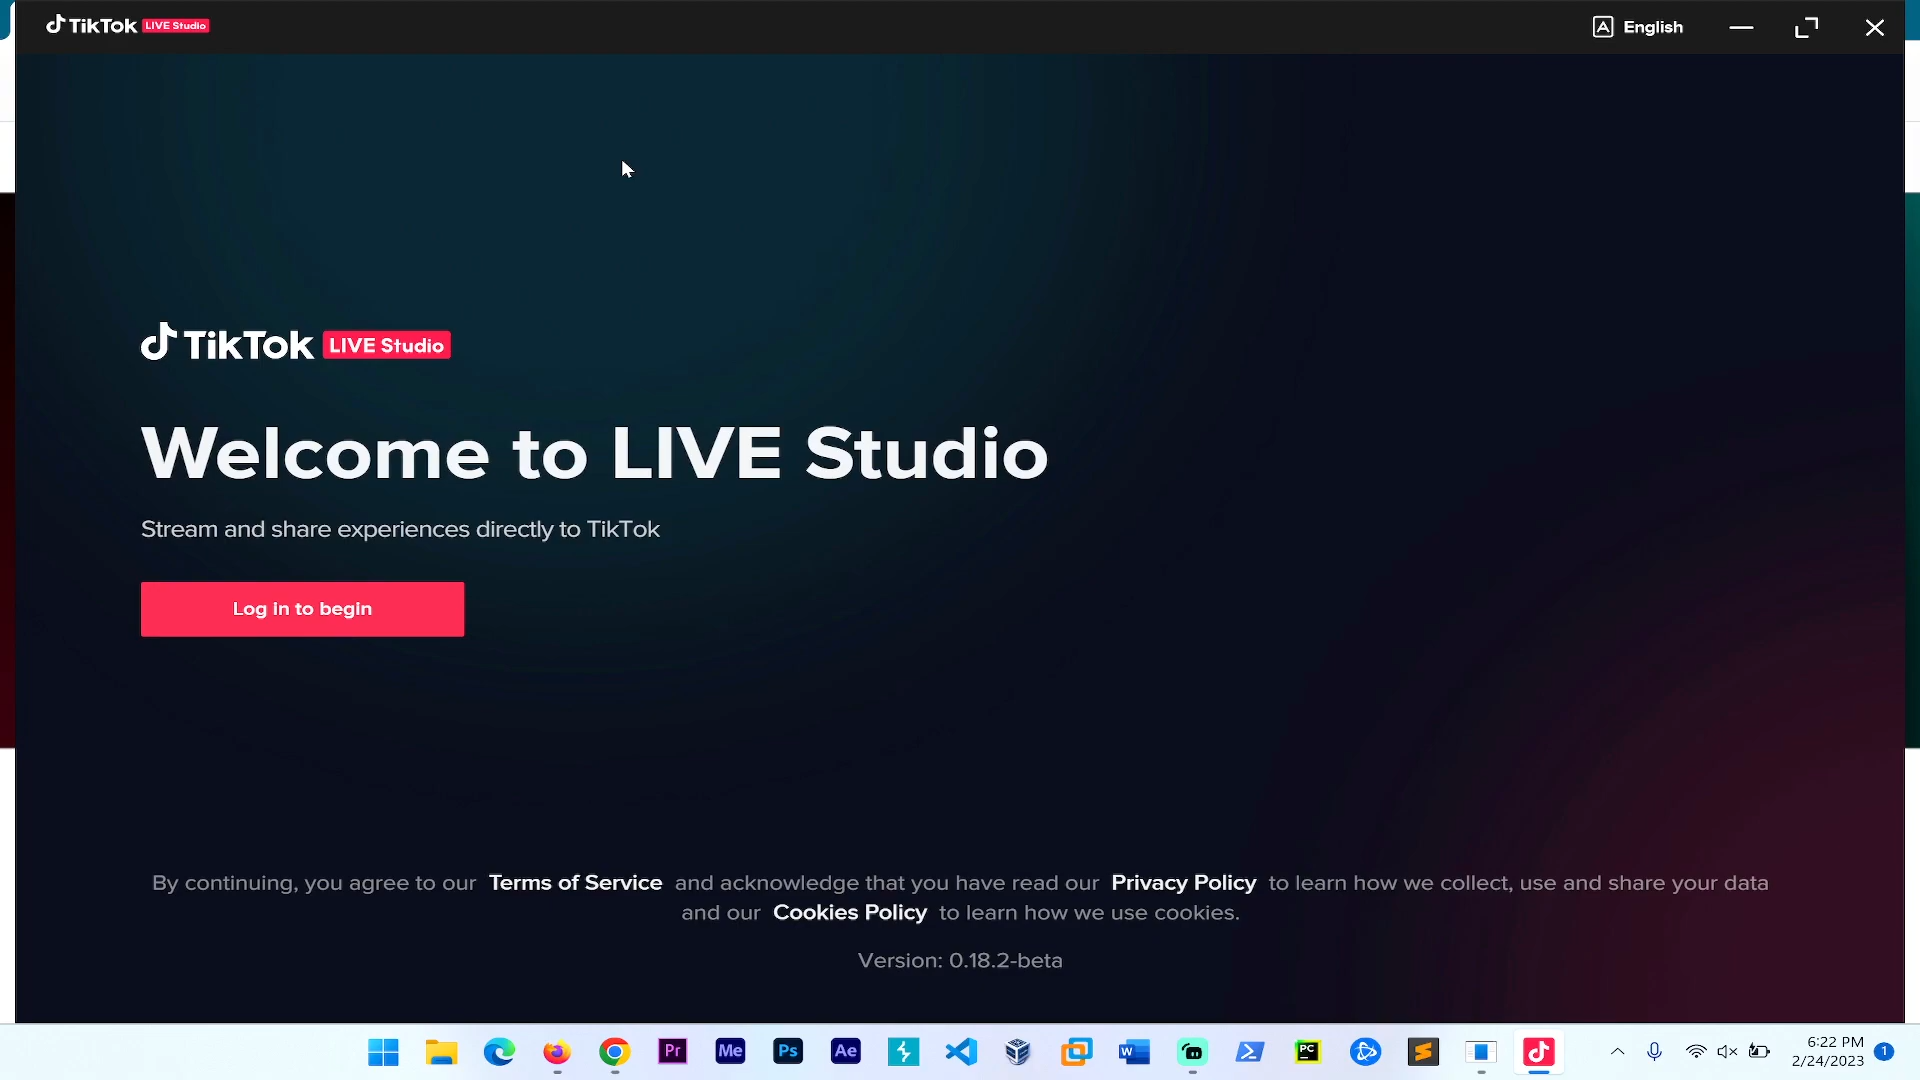 TikTok LIVE Studio
A English
TikTok LIVE Studio
Welcome to LIVE Studio
Stream and share experiences directly to TikTok
Log in to begin
By continuing, you agree to our Terms of Service and acknowledge that you have read our Privacy Policy to learn how we collect, use and share your data
and our Cookies Policy to learn how we use cookies.
Version: 0.18.2-beta
Pr Me Ps Ae W PC S
6:22 PM
2/24/2023 1